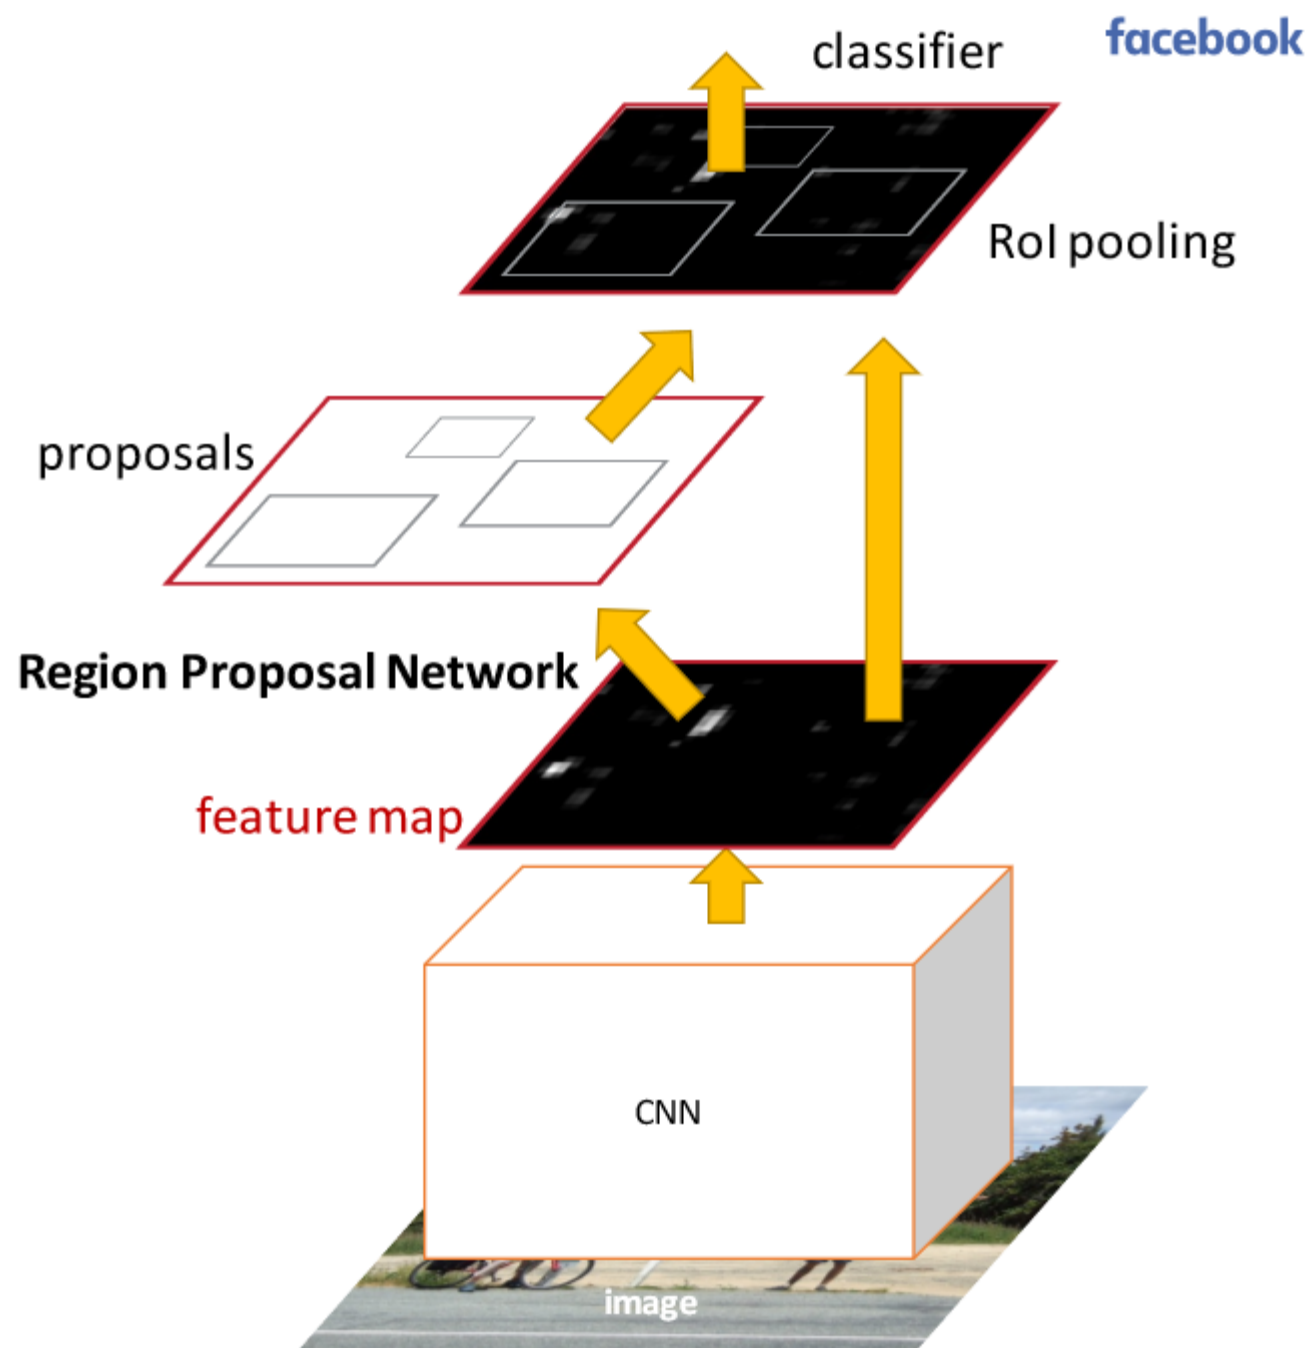 classifier
facebook
RoI pooling
proposals
Region Proposal Network
feature map
CNN
image